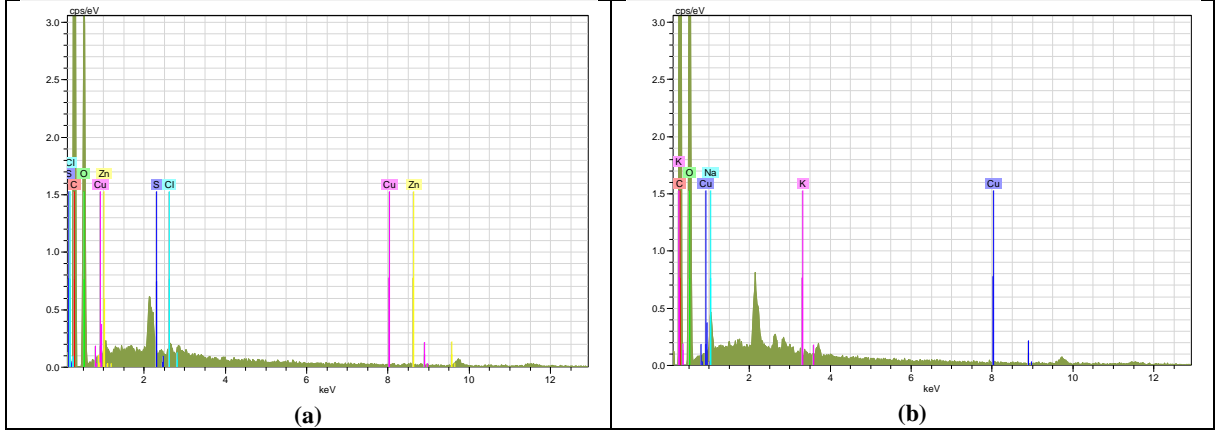 cps/eV
3.0
2.5
2.0
1.5
1.0
0.5
0.0
Cl
S O Zn
C Cu S Cl Cu Zn
2 4 6 8 10 12
keV
(a)
cps/eV
3.0
2.5
2.0
1.5
1.0
0.5
0.0
K
O Na
C Cu K Cu
2 4 6 8 10 12
keV
(b)